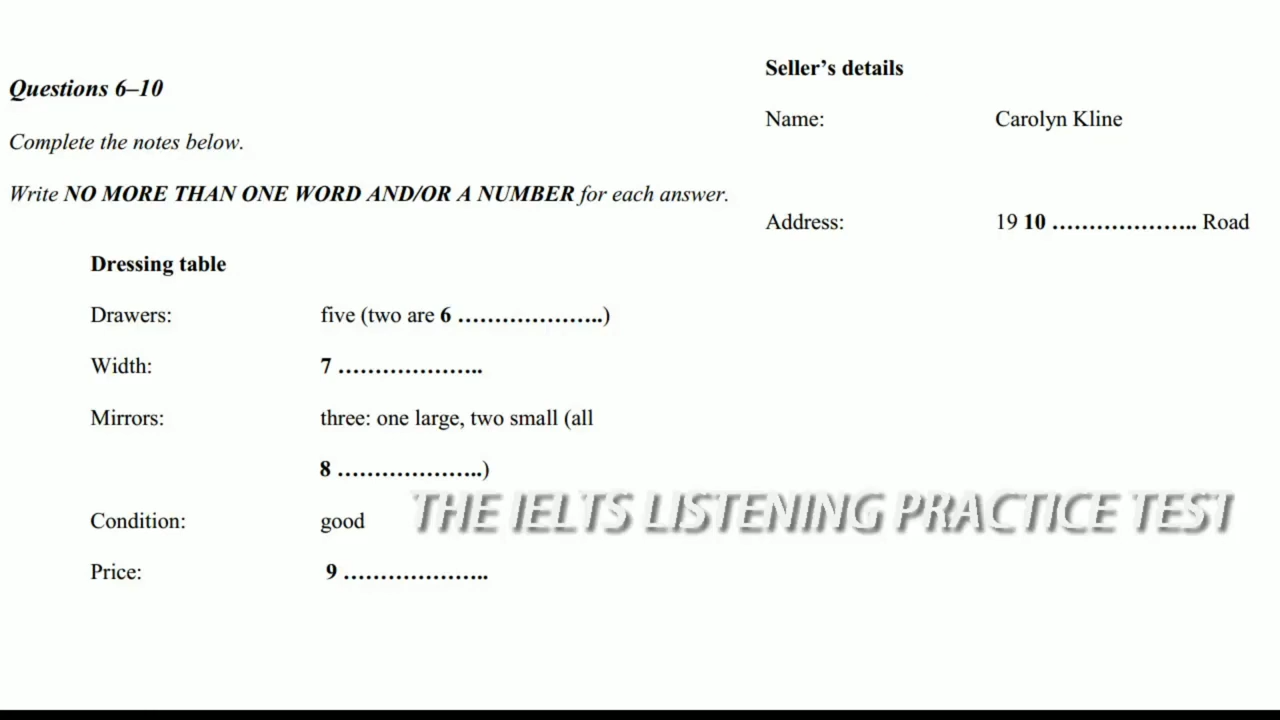 Questions 6–10
Complete the notes below.
Write NO MORE THAN ONE WORD AND/OR A NUMBER for each answer.
Dressing table
Drawers: five (two are 6 ………………..)
Width: 7 ………………..
Mirrors: three: one large, two small (all
8 ………………..)
Condition: good
Price: 9 ………………..
Seller’s details
Name: Carolyn Kline
Address: 19 10 ……………….. Road
THE IELTS LISTENING PRACTICE TEST